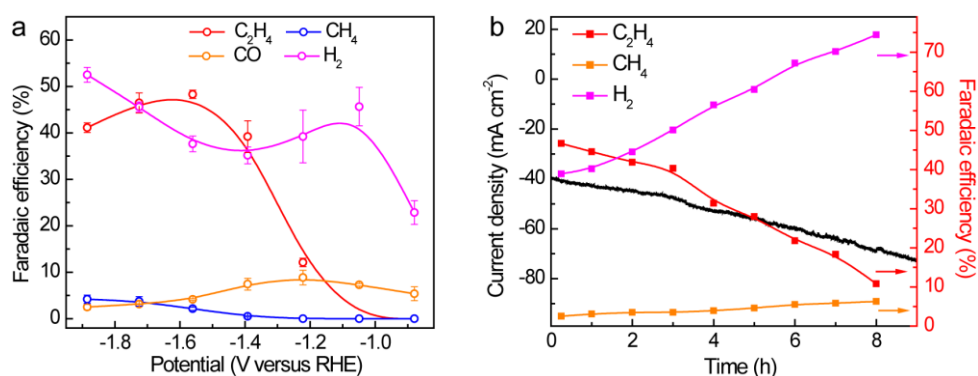 a
C₂H₄
CH₄
CO
H₂
60
50
40
30
20
10
0
Faradaic efficiency (%)
-1.8
-1.6
-1.4
-1.2
-1.0
Potential (V versus RHE)
b
C₂H₄
CH₄
H₂
20
0
-20
-40
-60
-80
Current density (mA cm⁻²)
0
2
4
6
8
Time (h)
70
60
50
40
30
20
10
0
Faradaic efficiency (%)